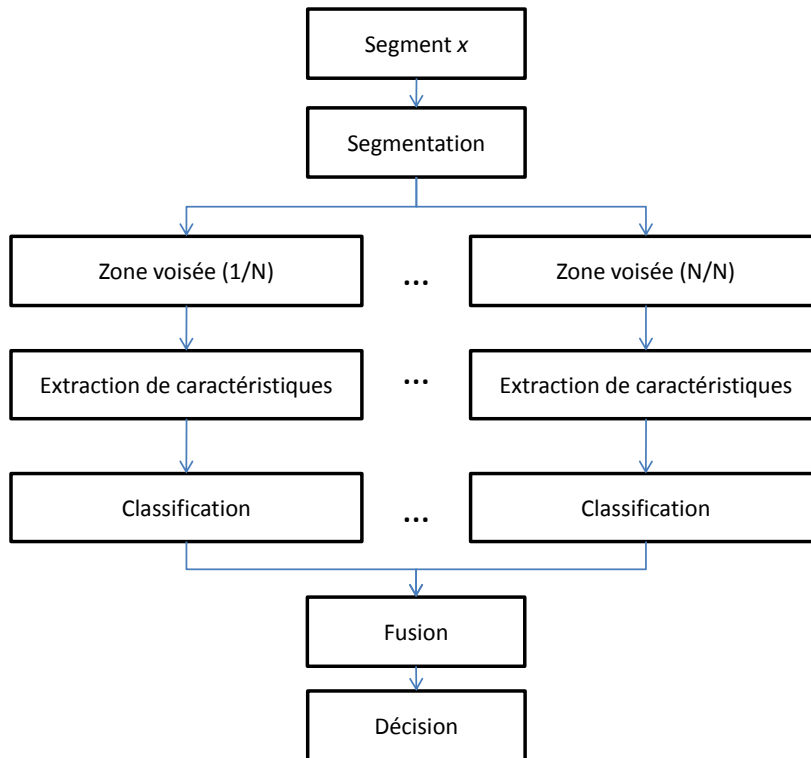 Segment x
Segmentation
Zone voisée (1/N) ... Zone voisée (N/N)
Extraction de caractéristiques ... Extraction de caractéristiques
Classification ... Classification
Fusion
Décision